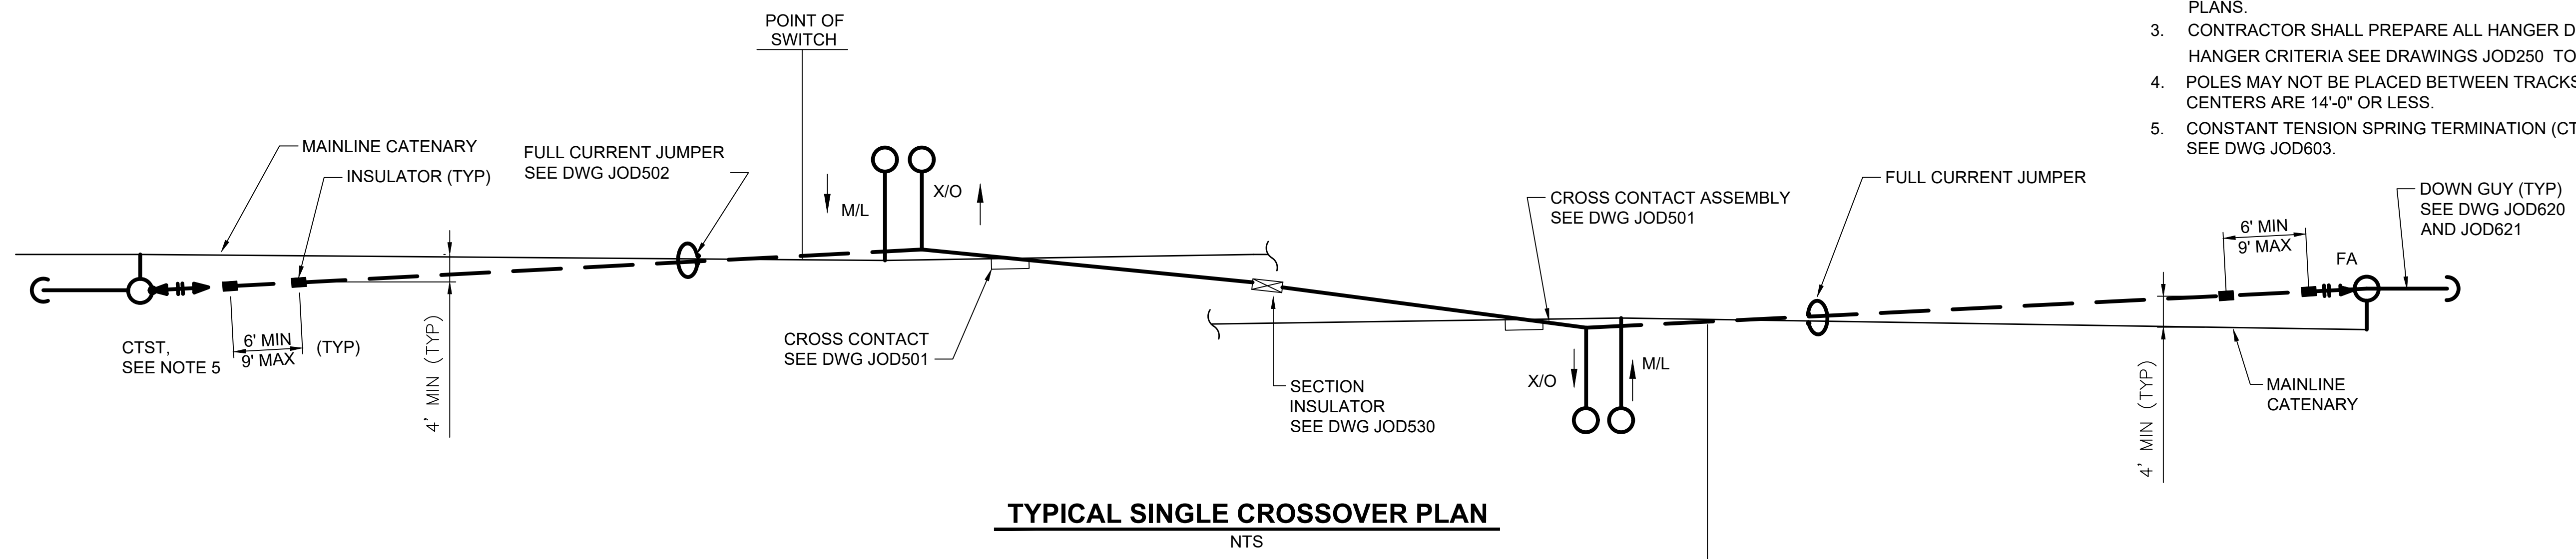 PLANS.
3. CONTRACTOR SHALL PREPARE ALL HANGER D
HANGER CRITERIA SEE DRAWINGS JOD250 TO
4. POLES MAY NOT BE PLACED BETWEEN TRACKS
CENTERS ARE 14'-0" OR LESS.
5. CONSTANT TENSION SPRING TERMINATION (CT
SEE DWG JOD603.
POINT OF
SWITCH
MAINLINE CATENARY
INSULATOR (TYP)
FULL CURRENT JUMPER
SEE DWG JOD502
M/L
X/O
CROSS CONTACT ASSEMBLY
SEE DWG JOD501
FULL CURRENT JUMPER
DOWN GUY (TYP)
SEE DWG JOD620
AND JOD621
6' MIN
9' MAX
FA
CTST,
SEE NOTE 5
6' MIN
9' MAX
(TYP)
4' MIN (TYP)
CROSS CONTACT
SEE DWG JOD501
SECTION
INSULATOR
SEE DWG JOD530
X/O
M/L
MAINLINE
CATENARY
4' MIN (TYP)
TYPICAL SINGLE CROSSOVER PLAN
NTS